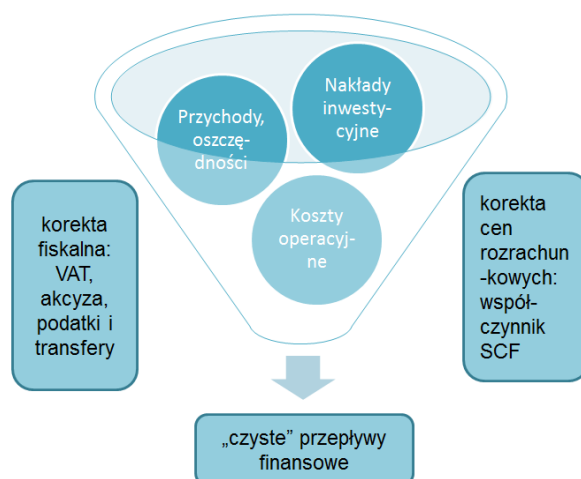 Nakłady
inwesty-
cyjne
Przychody,
oszczę-
dności
Koszty
operacyj-
ne
korekta
fiskalna:
VAT,
akcyza,
podatki i
transfery
korekta
cen
rozrachun
-kowych:
współ-
czynnik
SCF
„czyste” przepływy
finansowe